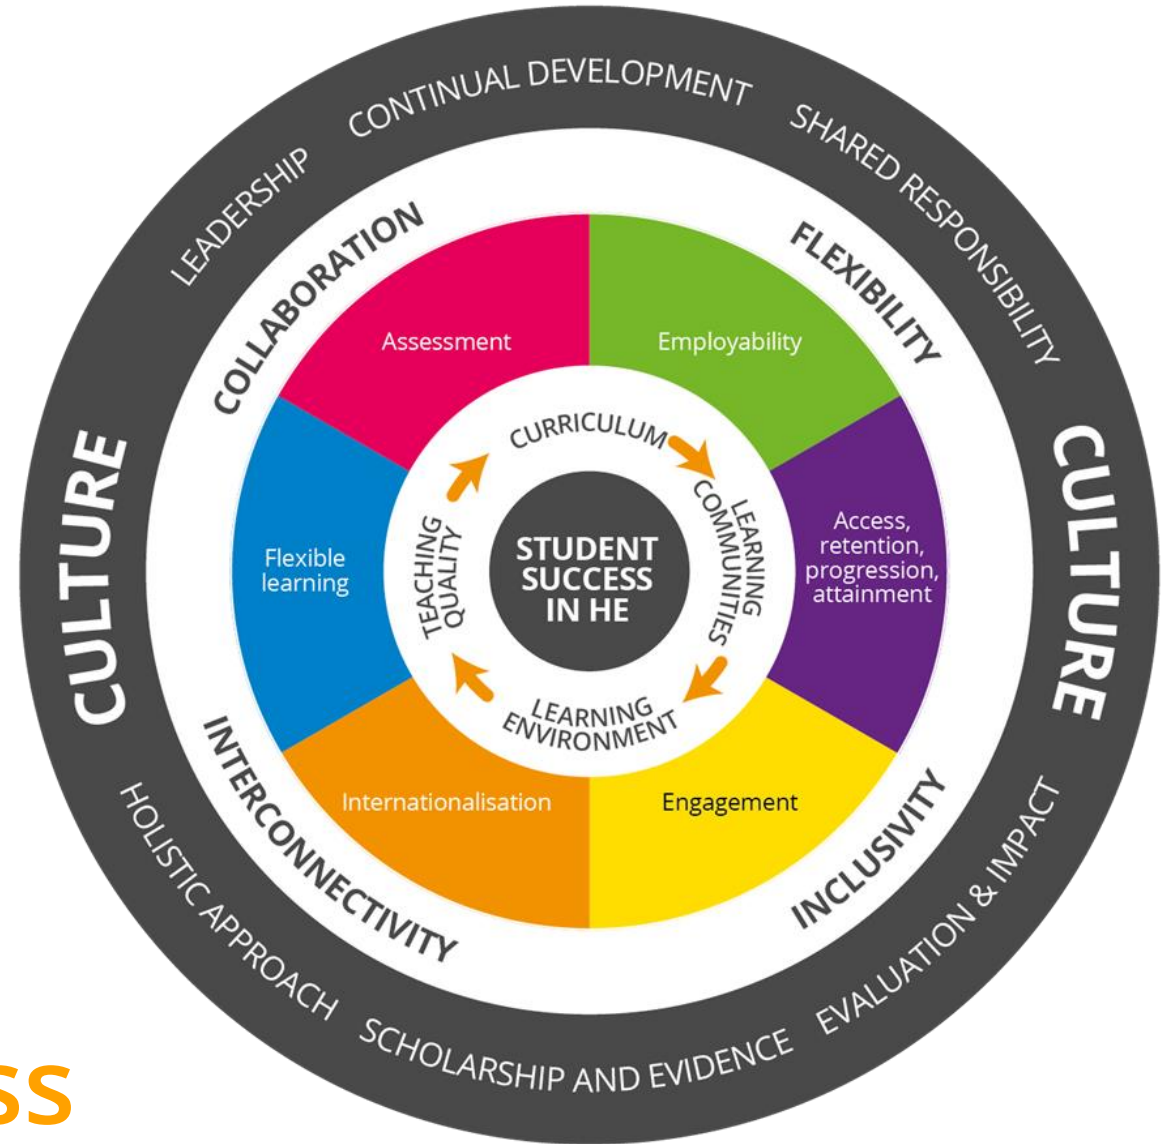 CONTINUAL DEVELOPMENT
LEADERSHIP
SHARED RESPONSIBILITY
COLLABORATION
FLEXIBILITY
Assessment
Employability
CURRICULUM
CULTURE
CULTURE
LEARNING
COMMUNITIES
TEACHING
QUALITY
STUDENT
SUCCESS
IN HE
Flexible
learning
Access,
retention,
progression,
attainment
LEARNING
ENVIRONMENT
Internationalisation
Engagement
INTERCONNECTIVITY
INCLUSIVITY
HOLISTIC APPROACH
EVALUATION & IMPACT
SCHOLARSHIP AND EVIDENCE
ss